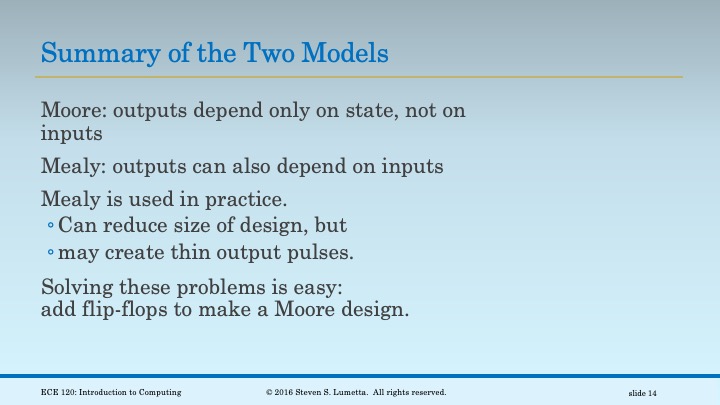 Summary of the Two Models
Moore: outputs depend only on state, not on
inputs
Mealy: outputs can also depend on inputs
Mealy is used in practice.
◦ Can reduce size of design, but
◦ may create thin output pulses.
Solving these problems is easy:
add flip-flops to make a Moore design.
ECE 120: Introduction to Computing © 2016 Steven S. Lumetta. All rights reserved. slide 14